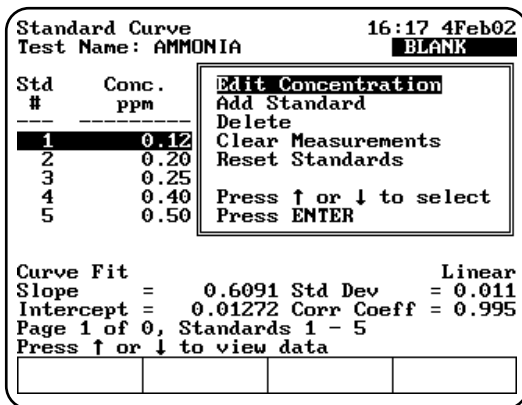 Standard Curve 16:17 4Feb02
Test Name: AMMONIA BLANK
Std Conc.
# ppm
--- ---------
1 0.12
2 0.20
3 0.25
4 0.40
5 0.50
Edit Concentration
Add Standard
Delete
Clear Measurements
Reset Standards
Press ↑ or ↓ to select
Press ENTER
Curve Fit Linear
Slope = 0.6091 Std Dev = 0.011
Intercept = 0.01272 Corr Coeff = 0.995
Page 1 of 0, Standards 1 - 5
Press ↑ or ↓ to view data